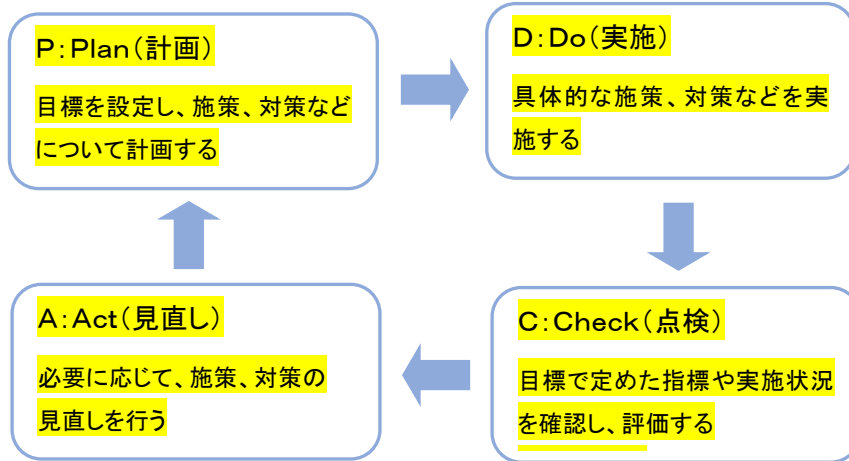 P:Plan(計画)
目標を設定し、施策、対策など
について計画する
D:Do(実施)
具体的な施策、対策などを実
施する
C:Check(点検)
目標で定めた指標や実施状況
を確認し、評価する
A:Act(見直し)
必要に応じて、施策、対策の
見直しを行う